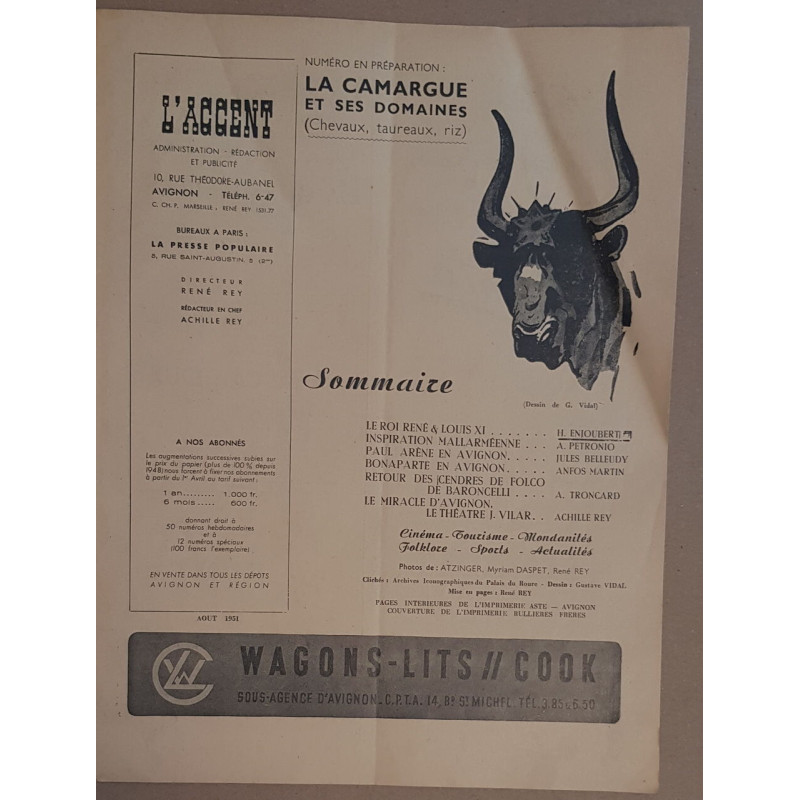 L'ACCENT
ADMINISTRATION - RÉDACTION
ET PUBLICITÉ
10, RUE THÉODORE-AUBANEL
AVIGNON - TÉLÉPH. 6-47
C. CH. P. MARSEILLE : RENÉ REY 1331.77
BUREAUX A PARIS :
LA PRESSE POPULAIRE
5, RUE SAINT-AUGUSTIN, 5 (2me)
DIRECTEUR
RENÉ REY
RÉDACTEUR EN CHEF
ACHILLE REY
A NOS ABONNÉS
Les augmentations successives subies sur
le prix du papier (plus de 100 % depuis
1948) nous forcent à fixer nos abonnements
à partir du 1er Avril au tarif suivant :
1 an......... 1.000 fr.
6 mois ..... 600 fr.
donnant droit à
50 numéros hebdomadaires
et à
12 numéros spéciaux
(100 francs l'exemplaire)
EN VENTE DANS TOUS LES DÉPOTS
AVIGNON ET RÉGION
AOUT 1951
NUMÉRO EN PRÉPARATION :
LA CAMARGUE
ET SES DOMAINES
(Chevaux, taureaux, riz)
(Dessin de G. Vidal)
Sommaire
LE ROI RENÉ & LOUIS XI . . . . . . . H. ENJOUBERT
INSPIRATION MALLARMÉENNE . . . A. PETRONIO
PAUL ARÈNE EN AVIGNON. . . . . JULES BELLEUDY
BONAPARTE EN AVIGNON. . . . . ANFOS MARTIN
RETOUR DES CENDRES DE FOLCO
DE BARONCELLI . . . . A. TRONCARD
LE MIRACLE D'AVIGNON,
LE THÉATRE J. VILAR. . ACHILLE REY
Cinéma - Tourisme - Mondanités
Folklore - Sports - Actualités
Photos de : ATZINGER, Myriam DASPET, René REY
Clichés : Archives Iconographiques du Palais du Roure - Dessin : Gustave VIDAL
Mise en pages : René REY
PAGES INTERIEURES DE L'IMPRIMERIE ASTE — AVIGNON
COUVERTURE DE L'IMPRIMERIE RULLIERES FRERES
WL
WAGONS-LITS // COOK
SOUS-AGENCE D'AVIGNON_C.P.T.A. 14, Bd St MICHEL. TÉL. 3.85 & 6.50